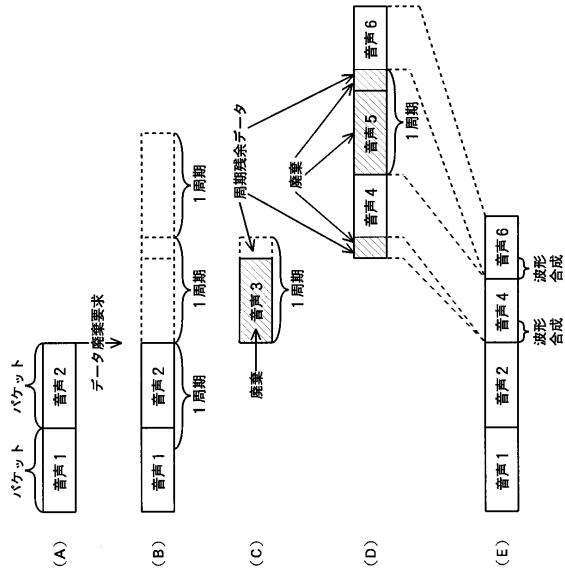 (A)
パケット
パケット
音声1
音声2
データ廃棄要求
(B)
音声1
音声2
1周期
1周期
1周期
(C)
廃棄
音声3
1周期
周期残余データ
廃棄
(D)
音声4
音声5
音声6
1周期
(E)
音声1
音声2
音声4
音声6
波形
合成
波形
合成